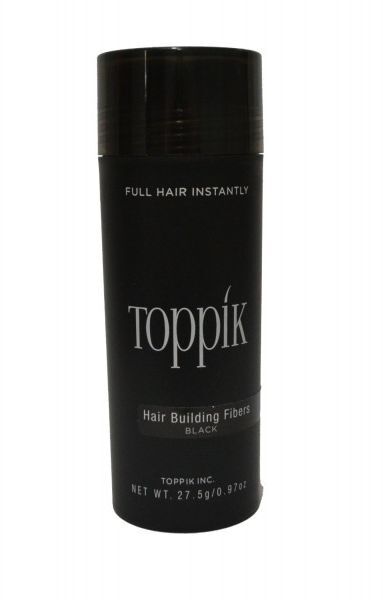 FULL HAIR INSTANTLY
Toppik
Hair Building Fibers
BLACK
TOPPIK INC.
NET WT. 27.5g/0.97oz